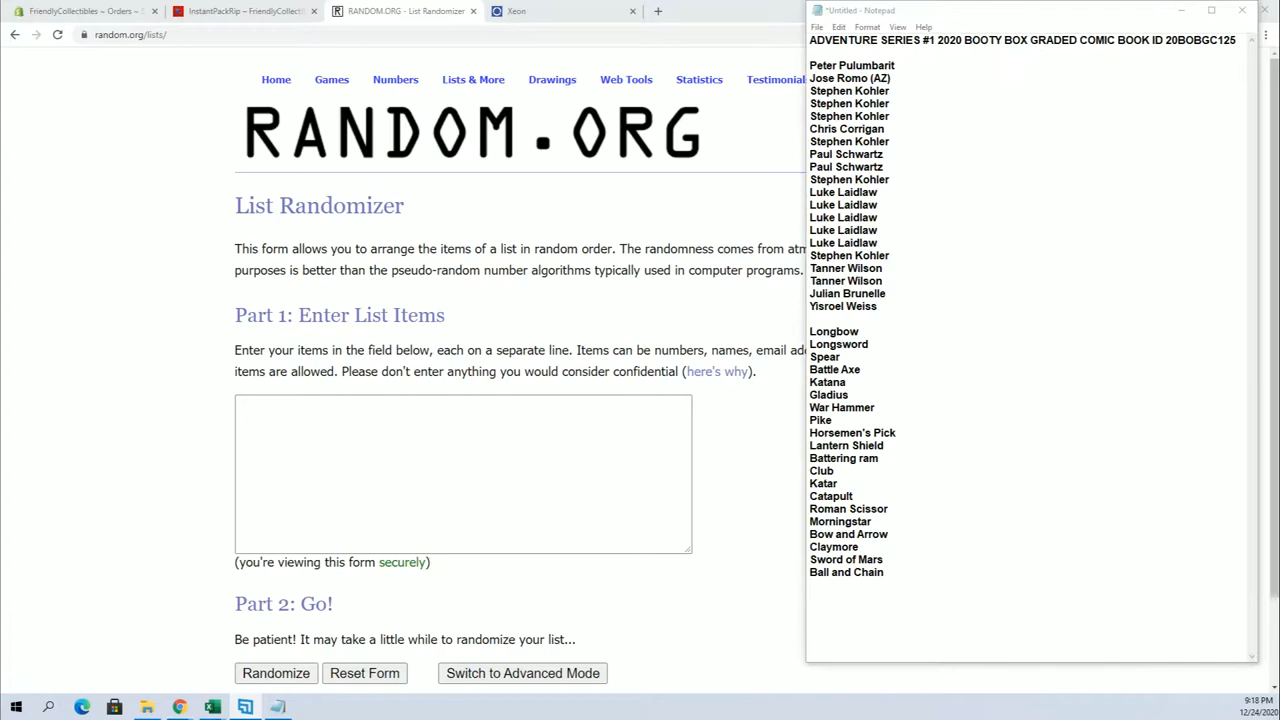 FriendlyCollectibles ~ Orders ~ S
InstantPackRip – FriendlyCollecti
RANDOM.ORG - List Randomizer
Xeon
random.org/lists/
Home Games Numbers Lists & More Drawings Web Tools Statistics Testimonia
RANDOM.ORG
List Randomizer
This form allows you to arrange the items of a list in random order. The randomness comes from atm
purposes is better than the pseudo-random number algorithms typically used in computer programs.
Part 1: Enter List Items
Enter your items in the field below, each on a separate line. Items can be numbers, names, email add
items are allowed. Please don't enter anything you would consider confidential (here's why).
(you're viewing this form securely)
Part 2: Go!
Be patient! It may take a little while to randomize your list...
Randomize Reset Form Switch to Advanced Mode
*Untitled - Notepad
File Edit Format View Help
ADVENTURE SERIES #1 2020 BOOTY BOX GRADED COMIC BOOK ID 20BOBGC125
Peter Pulumbarit
Jose Romo (AZ)
Stephen Kohler
Stephen Kohler
Stephen Kohler
Chris Corrigan
Stephen Kohler
Paul Schwartz
Paul Schwartz
Stephen Kohler
Luke Laidlaw
Luke Laidlaw
Luke Laidlaw
Luke Laidlaw
Luke Laidlaw
Stephen Kohler
Tanner Wilson
Tanner Wilson
Julian Brunelle
Yisroel Weiss
Longbow
Longsword
Spear
Battle Axe
Katana
Gladius
War Hammer
Pike
Horsemen's Pick
Lantern Shield
Battering ram
Club
Katar
Catapult
Roman Scissor
Morningstar
Bow and Arrow
Claymore
Sword of Mars
Ball and Chain
9:18 PM
12/24/2020